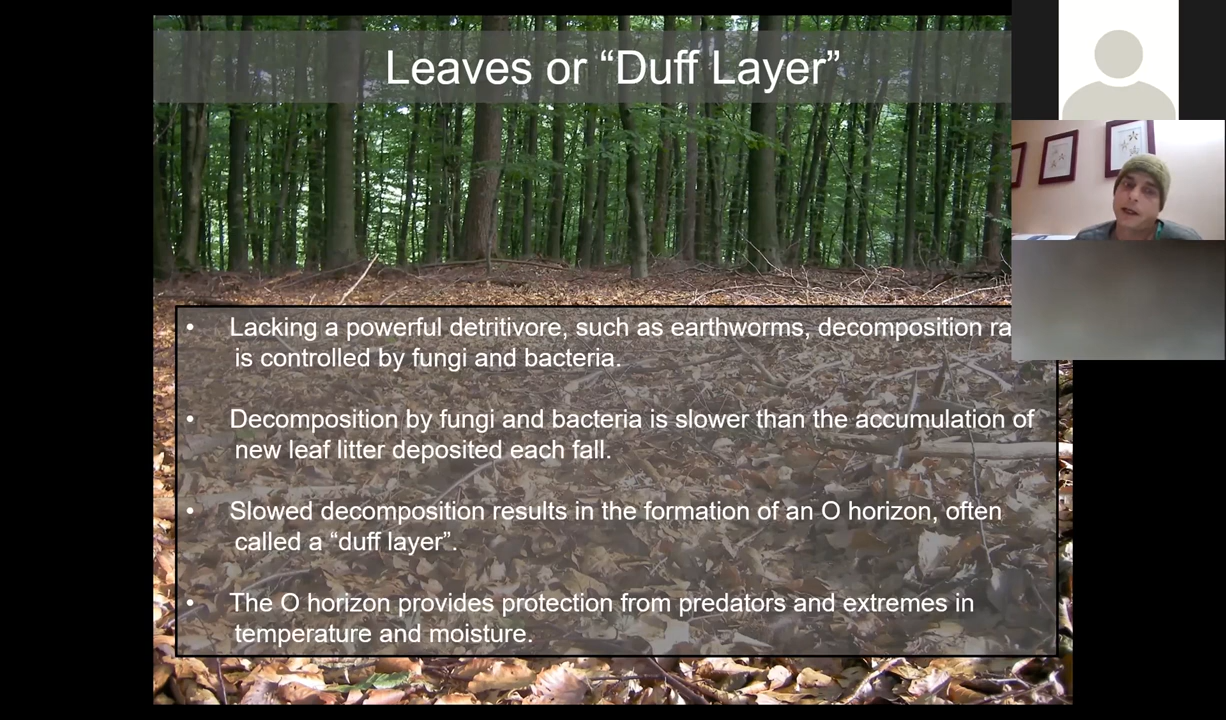 Leaves or “Duff Layer”
• Lacking a powerful detritivore, such as earthworms, decomposition
is controlled by fungi and bacteria.
• Decomposition by fungi and bacteria is slower than the accumulation of
new leaf litter deposited each fall.
• Slowed decomposition results in the formation of an O horizon, often
called a “duff layer”.
• The O horizon provides protection from predators and extremes in
temperature and moisture.